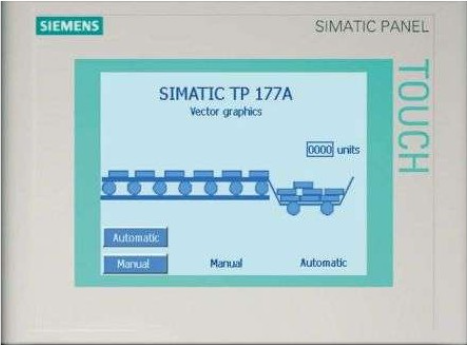 SIEMENS
SIMATIC PANEL
TOUCH
SIMATIC TP 177A
Vector graphics
0000 units
Automatic
Manual
Manual
Automatic